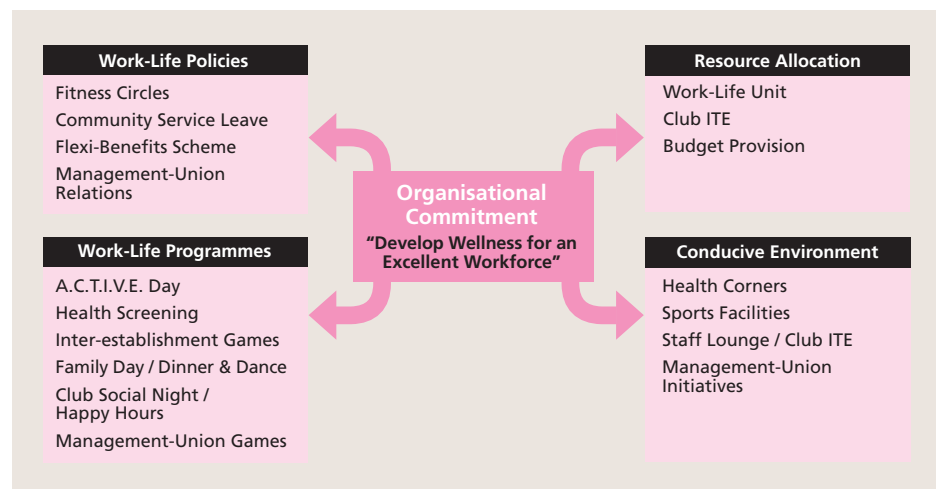 Work-Life Policies
Fitness Circles
Community Service Leave
Flexi-Benefits Scheme
Management-Union
Relations
Work-Life Programmes
A.C.T.I.V.E. Day
Health Screening
Inter-establishment Games
Family Day / Dinner & Dance
Club Social Night /
Happy Hours
Management-Union Games
Organisational
Commitment
“Develop Wellness for an
Excellent Workforce”
Resource Allocation
Work-Life Unit
Club ITE
Budget Provision
Conducive Environment
Health Corners
Sports Facilities
Staff Lounge / Club ITE
Management-Union
Initiatives